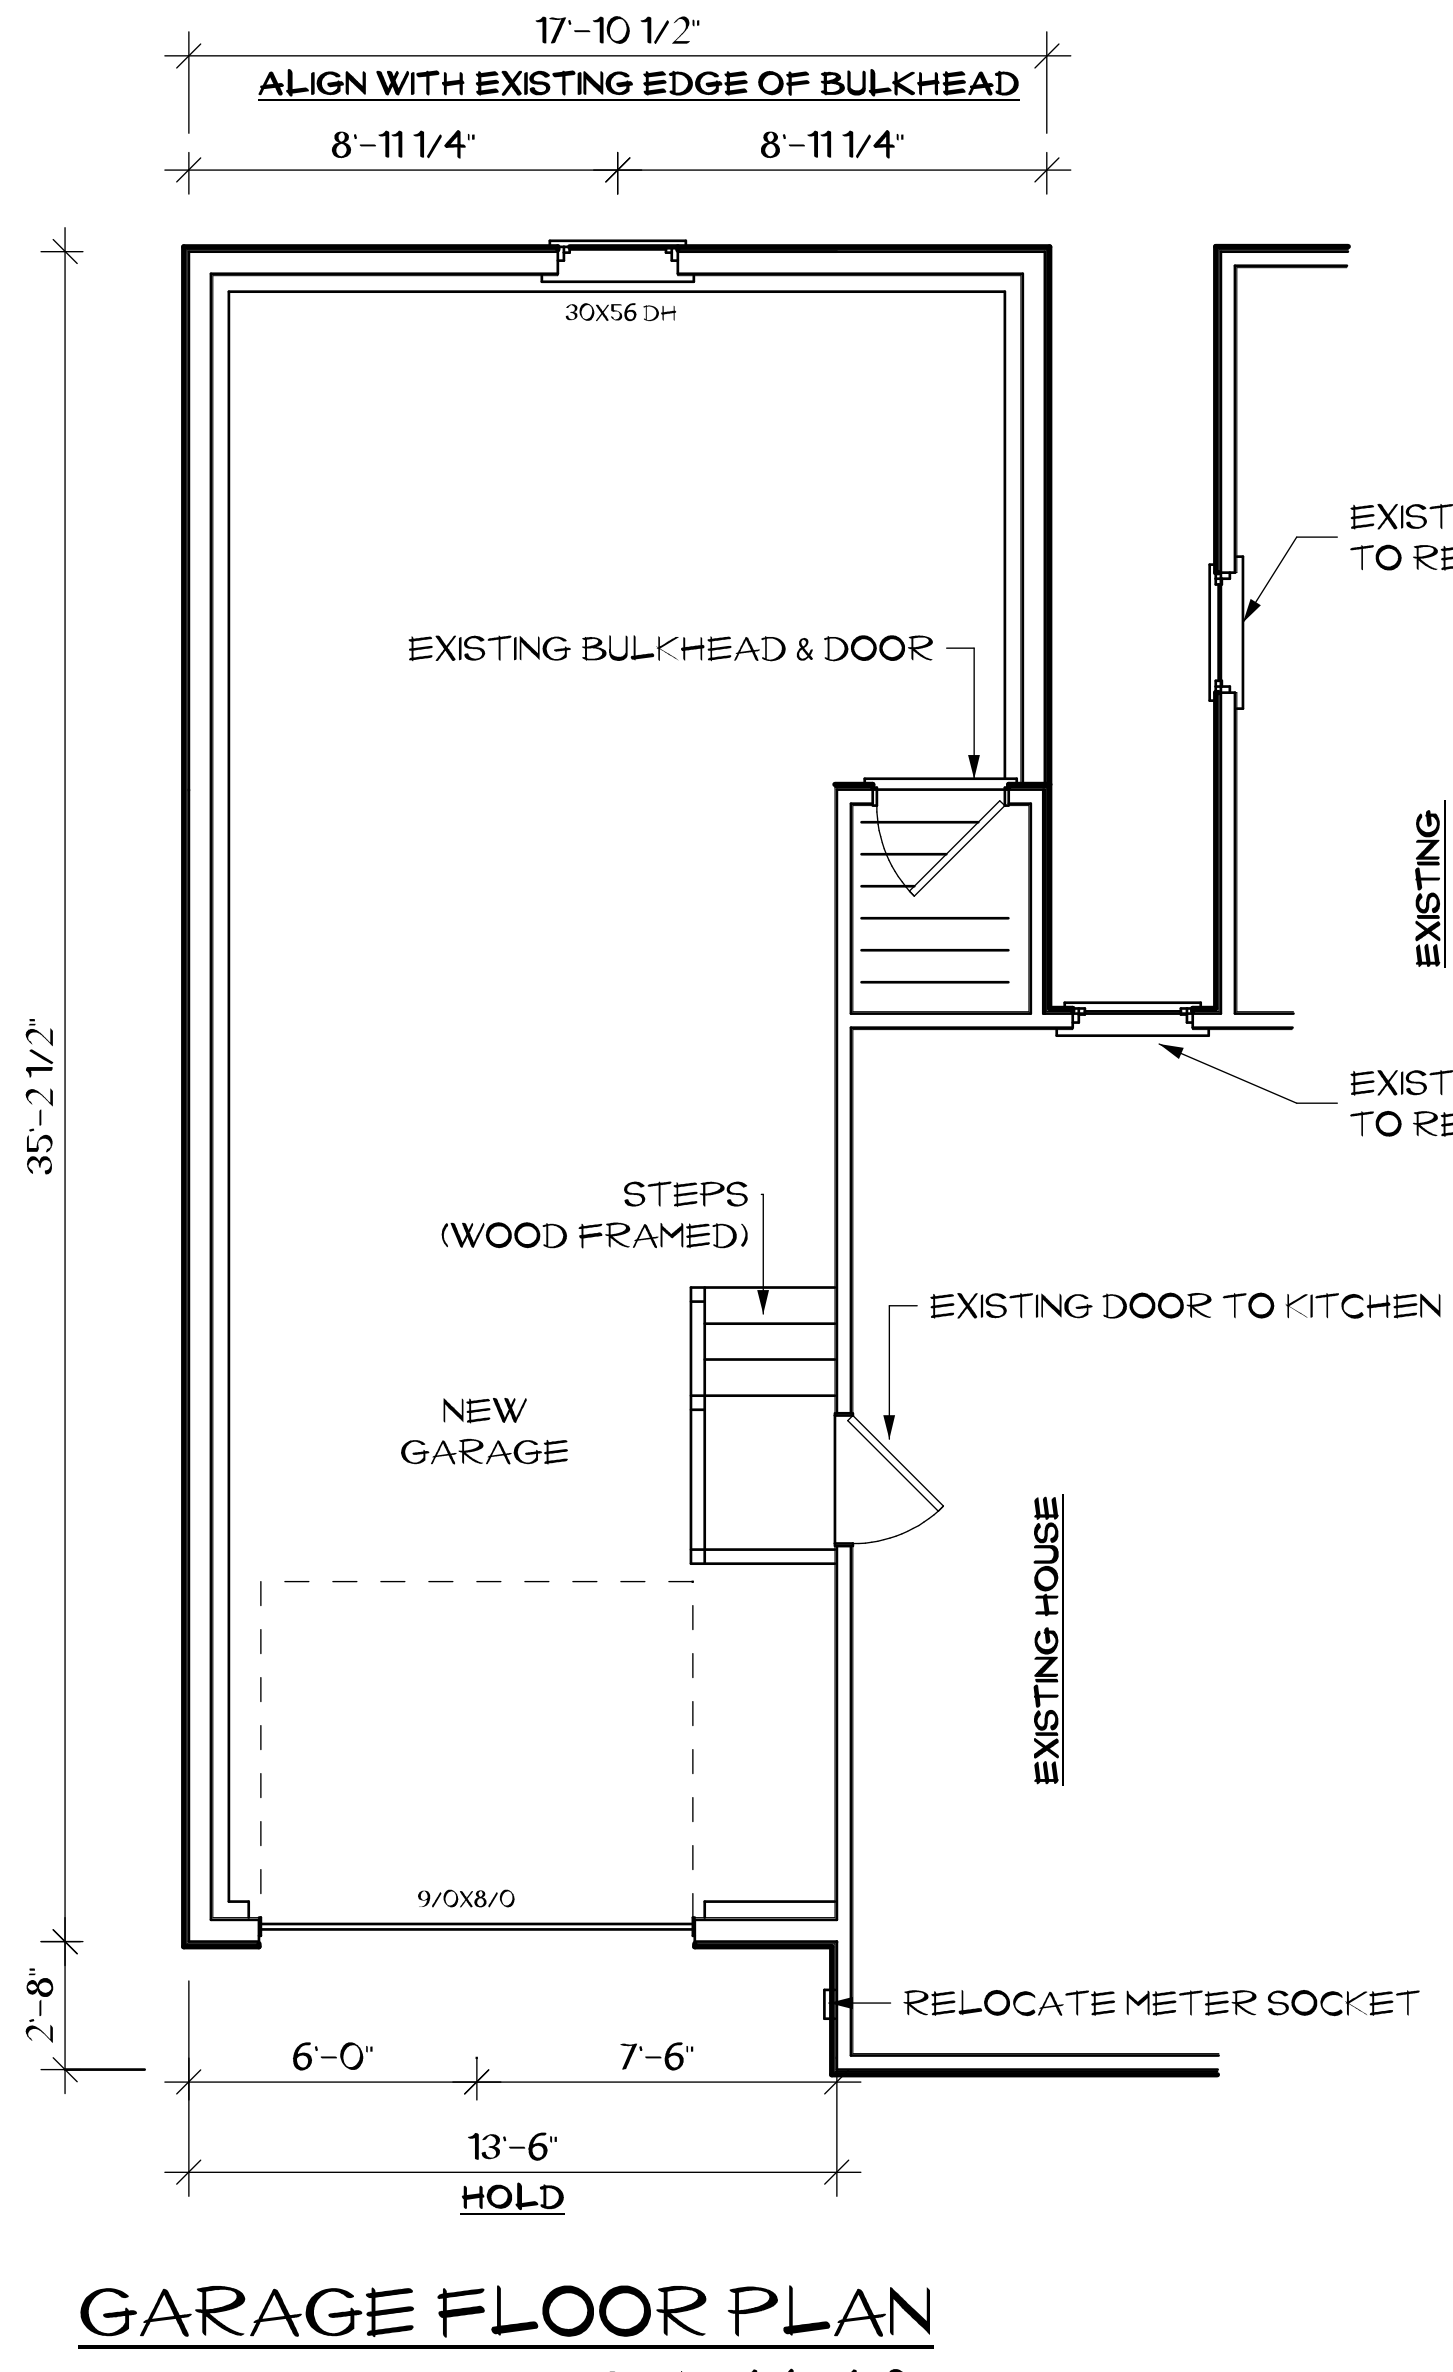 17'-10 1/2"
ALIGN WITH EXISTING EDGE OF BULKHEAD
8'-11 1/4"
8'-11 1/4"
30X56 DH
EXIST
TO RE
EXISTING BULKHEAD & DOOR
EXISTING
35'-2 1/2"
EXIST
TO RE
STEPS
(WOOD FRAMED)
EXISTING DOOR TO KITCHEN
NEW
GARAGE
EXISTING HOUSE
9/0X8/0
2'-8"
RELOCATE METER SOCKET
6'-0"
7'-6"
13'-6"
HOLD
GARAGE FLOOR PLAN